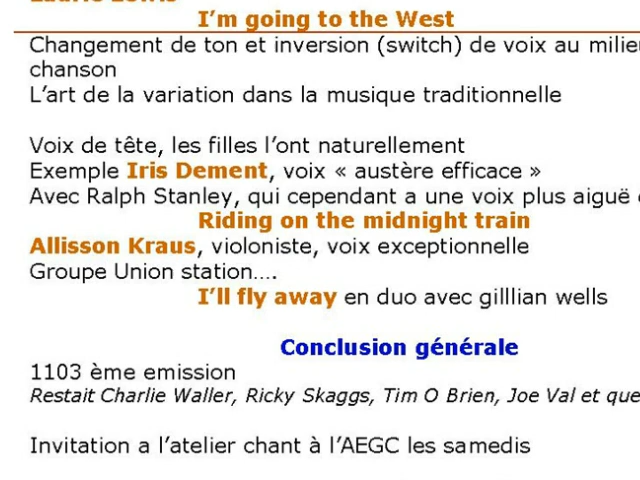 I'm going to the West
Changement de ton et inversion (switch) de voix au
chanson
L'art de la variation dans la musique traditionnelle
Voix de tête, les filles l'ont naturellement
Exemple Iris Dement, voix « austère efficace »
Avec Ralph Stanley, qui cependant a une voix plus aiguë
Riding on the midnight train
Allisson Kraus, violoniste, voix exceptionnelle
Groupe Union station....
I'll fly away en duo avec gilllian wells
Conclusion générale
1103 ème emission
Restait Charlie Waller, Ricky Skaggs, Tim O Brien, Joe Val et
Invitation a l'atelier chant à l'AEGC les samedis